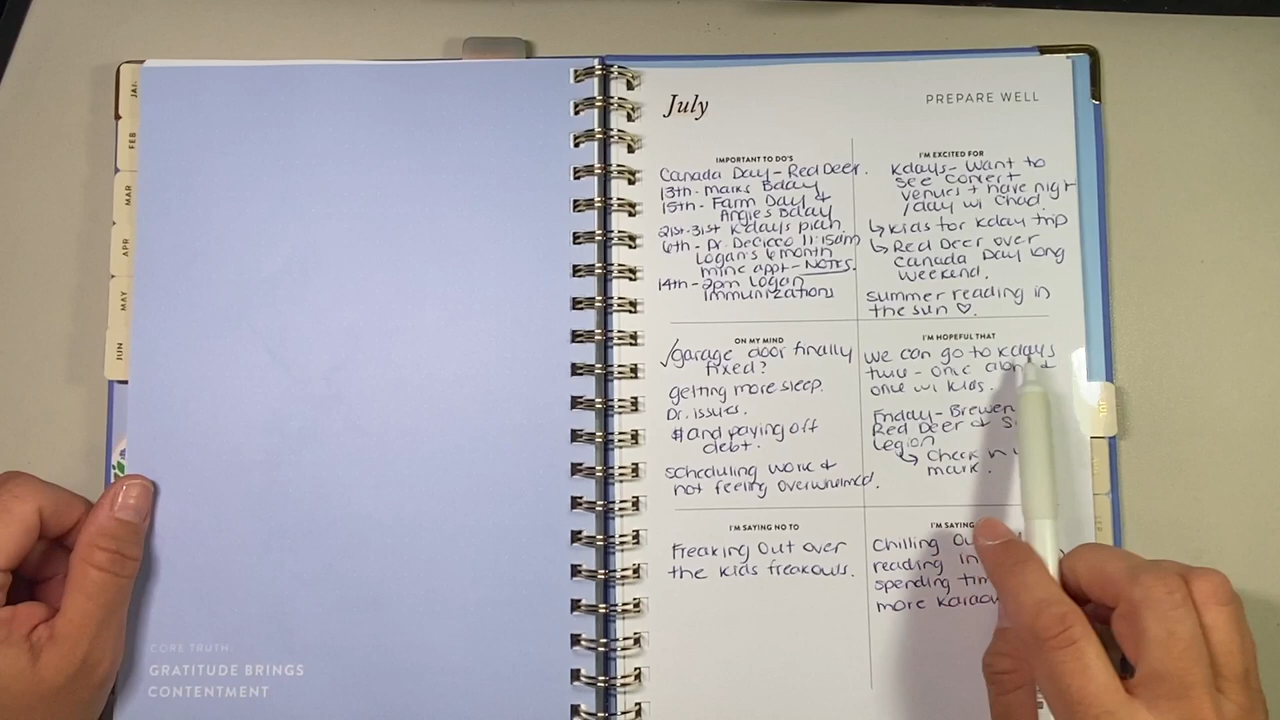 JAN
FEB
MAR
APR
MAY
JUN
CORE TRUTH:
GRATITUDE BRINGS
CONTENTMENT
July
PREPARE WELL
IMPORTANT TO DO'S
Canada Day - Red Deer.
13th - Marks Bday
15th - Farm Day &
Angies Bday
21st-31st Kdays plan.
6th - Dr. Decicco 11:15am
Logan's 6 month
mine appt - NOTES.
14th - 2pm Logan
Immunizations
I'M EXCITED FOR
Kdays - Want to
see concert
venues + have night
/day w/ Chad.
↳ kids for Kday trip
↳ Red Deer over
Canada Day long
weekend.
summer reading in
the sun ♡.
ON MY MIND
✓garage door finally
fixed?
getting more sleep.
Dr. issues.
$ and paying off
debt.
scheduling work &
not feeling overwhelmed.
I'M HOPEFUL THAT
we can go to Kdays
twice - once &
once w/ kids.
Friday - Brewer
Red Deer &
Legion
↳ Check
mark.
I'M SAYING NO TO
Freaking Out over
the kids freakouts.
I'M SAYING
Chilling
reading in
spending
more
JUL